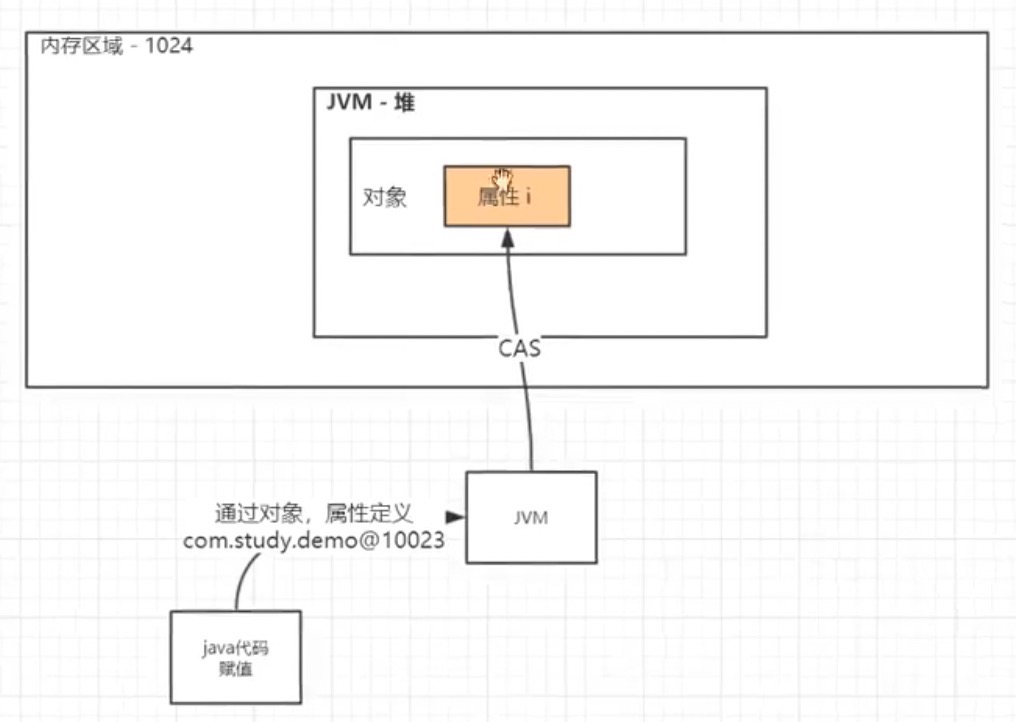 内存区域 - 1024
JVM - 堆
对象
属性 i
CAS
JVM
通过对象，属性定义
com.study.demo@10023
java代码
赋值